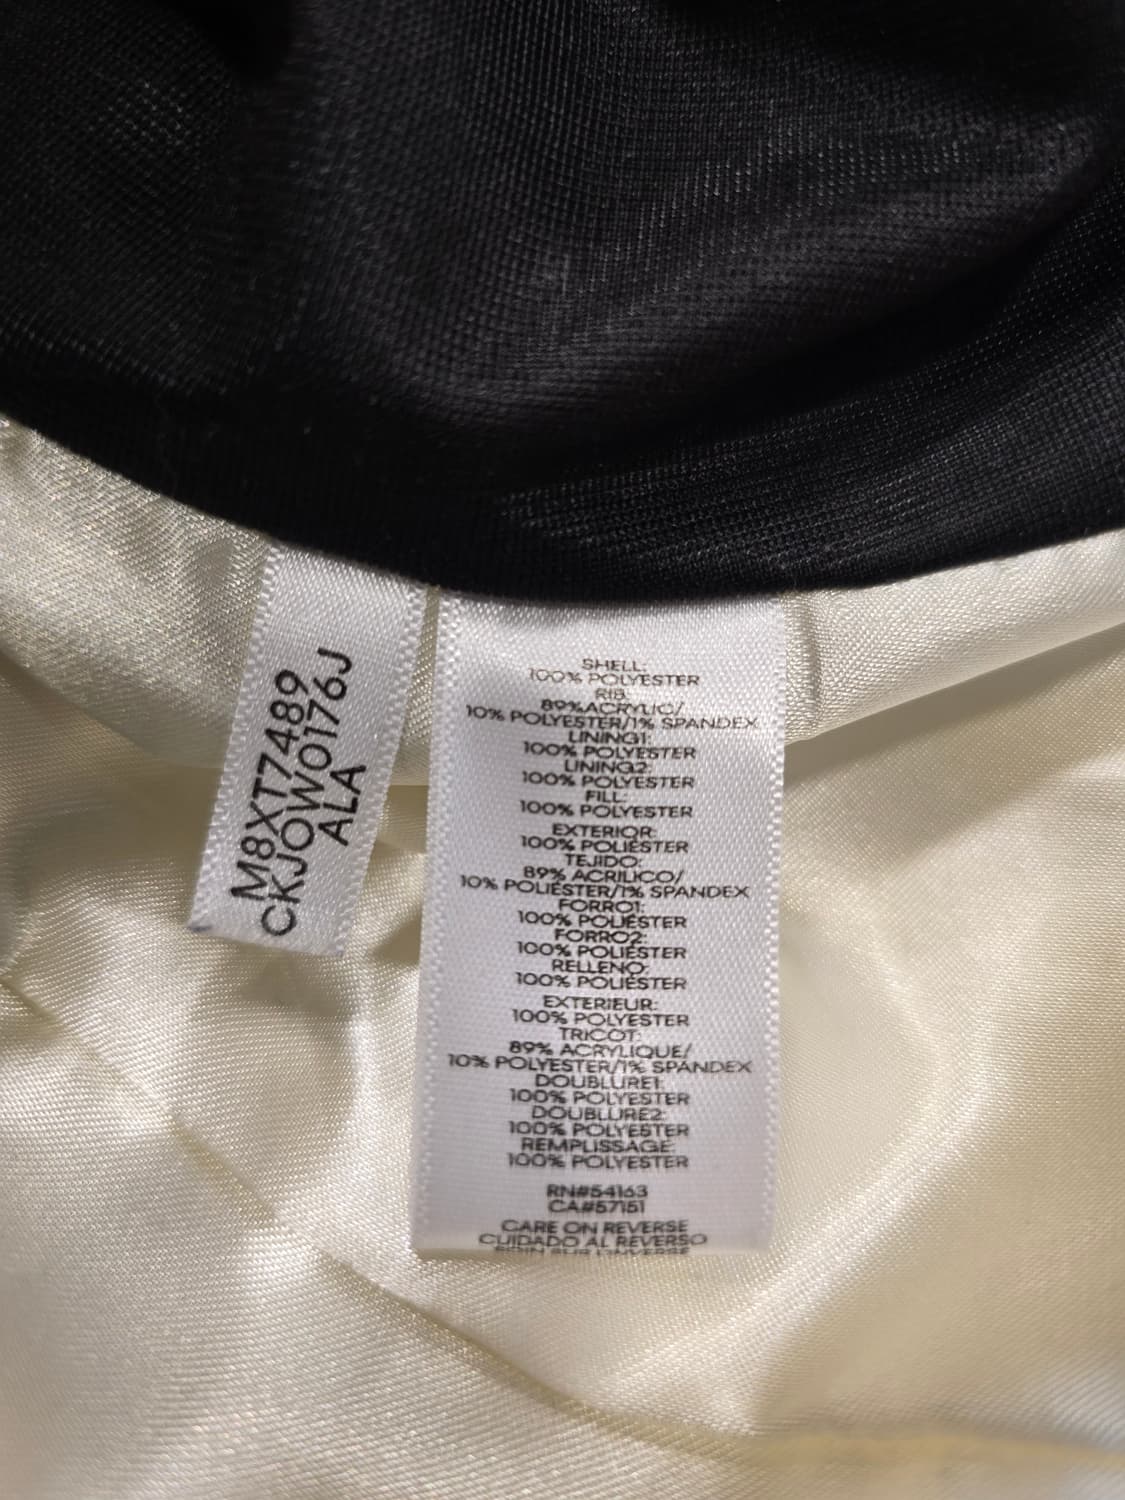 M8XT7489
CKJOW0176J
ALA
SHELL:
100% POLYESTER
RIB:
89%ACRYLIC/
10% POLYESTER/1% SPANDEX
LINING1:
100% POLYESTER
LINING2:
100% POLYESTER
FILL:
100% POLYESTER
EXTERIOR:
100% POLIÉSTER
TEJIDO:
89% ACRILICO/
10% POLIÉSTER/1% SPANDEX
FORRO1:
100% POLIÉSTER
FORRO2:
100% POLIÉSTER
RELLENO:
100% POLIÉSTER
EXTERIEUR:
100% POLYESTER
TRICOT:
89% ACRYLIQUE/
10% POLYESTER/1% SPANDEX
DOUBLURE1:
100% POLYESTER
DOUBLURE2:
100% POLYESTER
REMPLISSAGE:
100% POLYESTER
RN#54163
CA#57151
CARE ON REVERSE
CUIDADO AL REVERSO